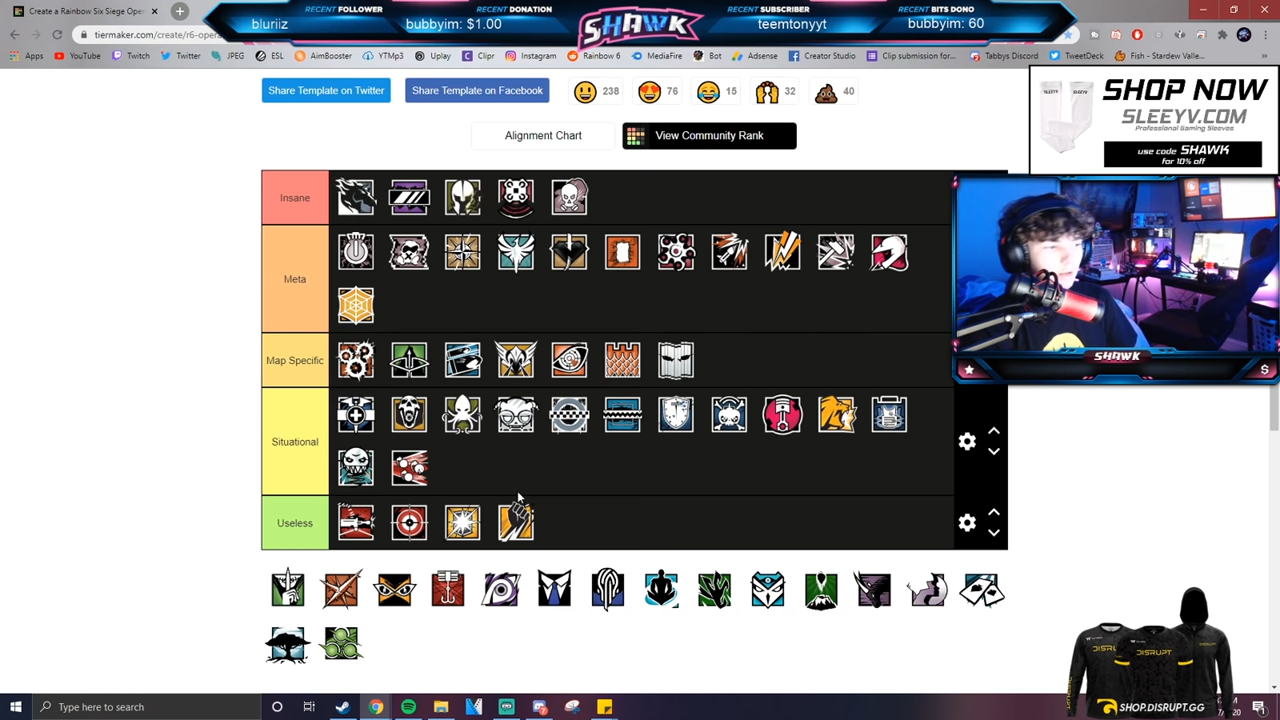 Create a Rainbow Six Siege Oper
RECENT FOLLOWER
bluriiz
RECENT DONATION
bubbyim: $1.00
SHAWK
RECENT SUBSCRIBER
teemtonyyt
RECENT BITS DONO
bubbyim: 60
tiermaker.com/create/r6-opera
Apps
YouTube
Twitch
Twitter
JPEG
ESL
AimBooster
YTMp3
Uplay
Clipr
Instagram
Rainbow 6
MediaFire
Bot
Adsense
Creator Studio
Clip submission for...
Tabbys Discord
TweetDeck
Fish - Stardew Valle...
Share Template on Twitter
Share Template on Facebook
238
76
15
32
40
SHOP NOW
SLEEYV.COM
Professional Gaming Sleeves
use code SHAWK
for 10% off
Alignment Chart
View Community Rank
Insane
Meta
Map Specific
Situational
Useless
SHAWK
DISRUPT
SHOP.DISRUPT.GG
Type here to search